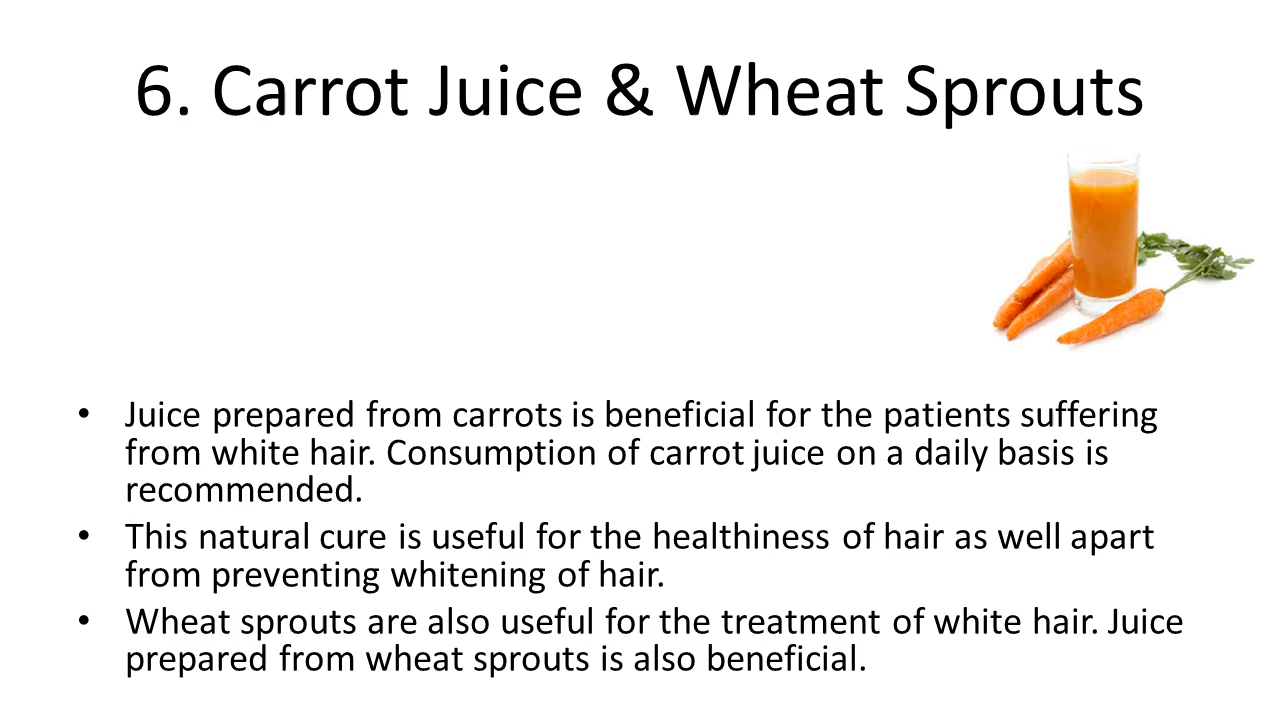 6. Carrot Juice & Wheat Sprouts
• Juice prepared from carrots is beneficial for the patients suffering
from white hair. Consumption of carrot juice on a daily basis is
recommended.
• This natural cure is useful for the healthiness of hair as well apart
from preventing whitening of hair.
• Wheat sprouts are also useful for the treatment of white hair. Juice
prepared from wheat sprouts is also beneficial.